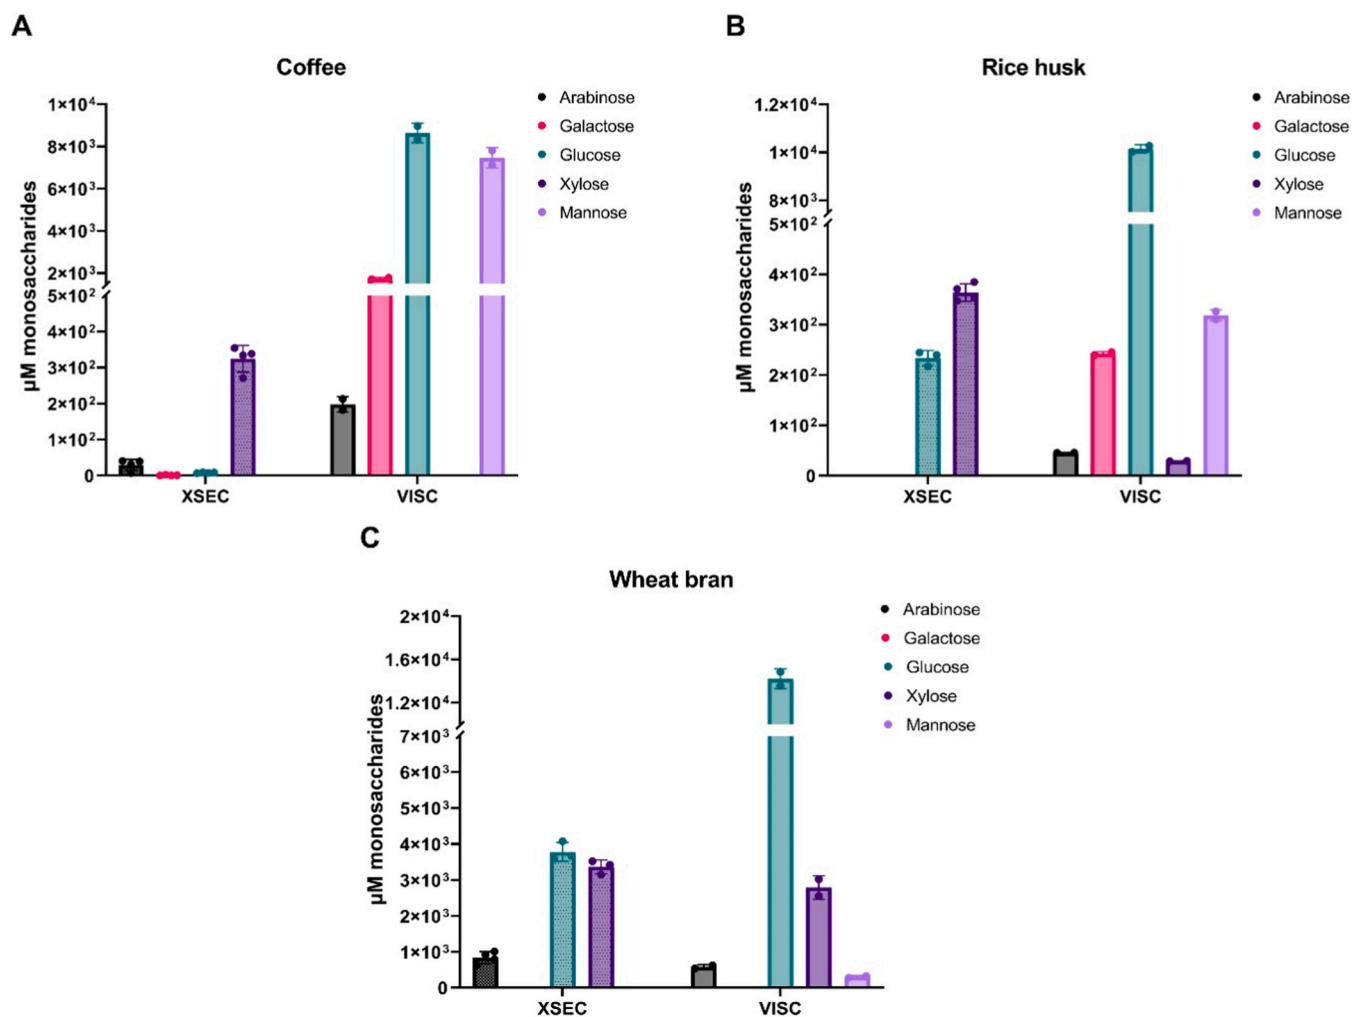 A
Coffee
µM monosaccharides
1×10⁴
8×10³
6×10³
4×10³
2×10³
5×10²
4×10²
3×10²
2×10²
1×10²
0
XSEC
VISC
Arabinose
Galactose
Glucose
Xylose
Mannose
B
Rice husk
µM monosaccharides
1.2×10⁴
1×10⁴
8×10³
5×10²
4×10²
3×10²
2×10²
1×10²
0
XSEC
VISC
Arabinose
Galactose
Glucose
Xylose
Mannose
C
Wheat bran
µM monosaccharides
2×10⁴
1.6×10⁴
1.2×10⁴
7×10³
6×10³
5×10³
4×10³
3×10³
2×10³
1×10³
0
XSEC
VISC
Arabinose
Galactose
Glucose
Xylose
Mannose